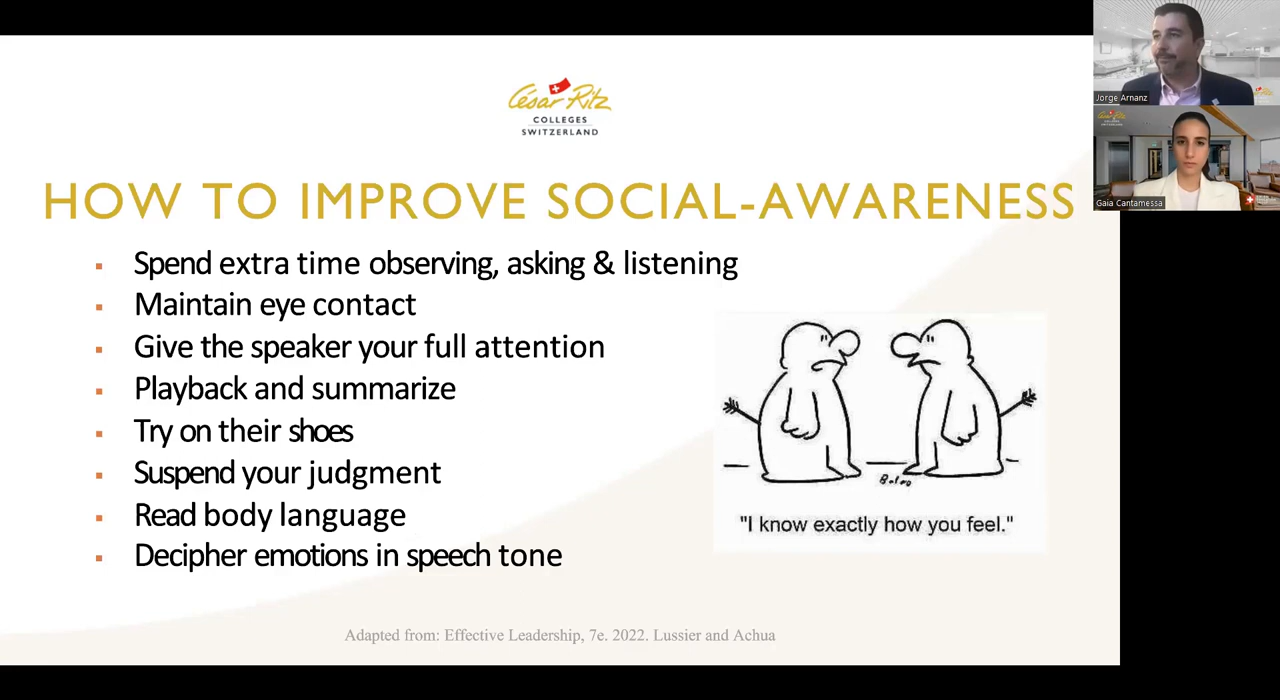 César Ritz
COLLEGES
SWITZERLAND
HOW TO IMPROVE SOCIAL-AWARENESS
▪ Spend extra time observing, asking & listening
▪ Maintain eye contact
▪ Give the speaker your full attention
▪ Playback and summarize
▪ Try on their shoes
▪ Suspend your judgment
▪ Read body language
▪ Decipher emotions in speech tone
"I know exactly how you feel."
Adapted from: Effective Leadership, 7e. 2022. Lussier and Achua
Jorge Arnanz
Gaia Cantamessa